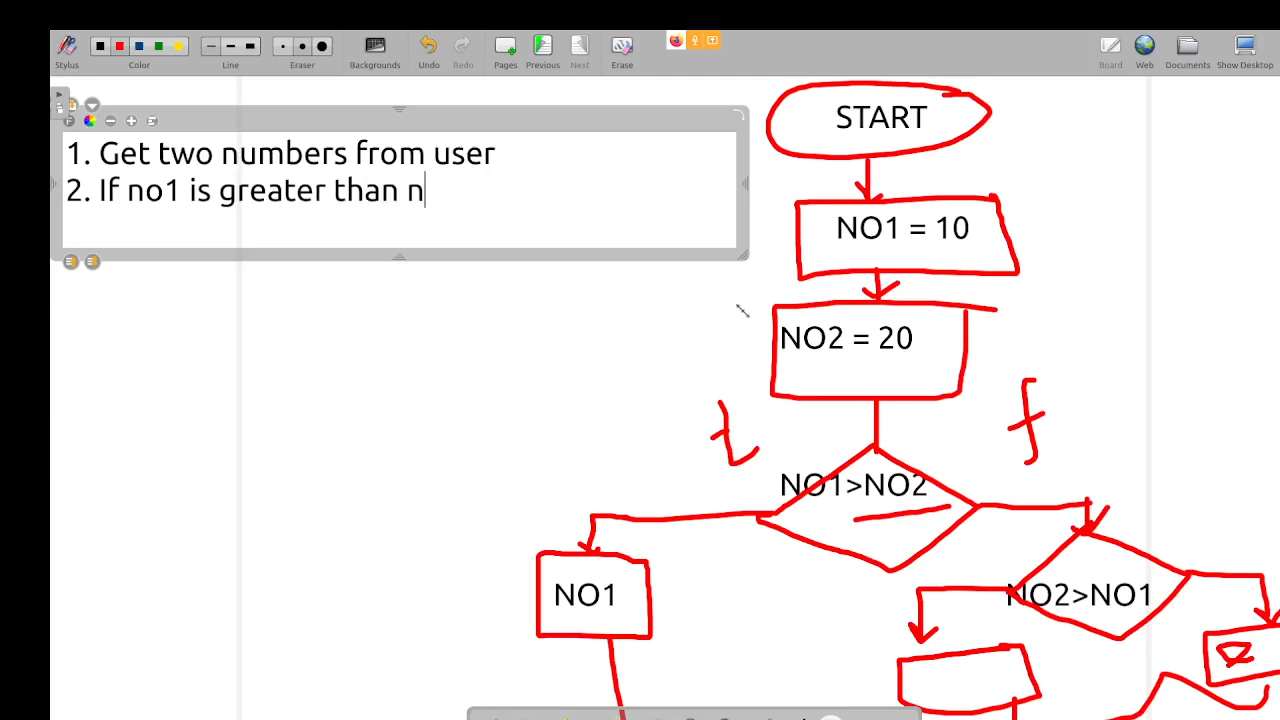 Stylus
Color
Line
Eraser
Backgrounds
Undo
Redo
Pages
Previous
Next
Erase
Board
Web
Documents
Show Desktop
1. Get two numbers from user
2. If no1 is greater than n
START
NO1 = 10
NO2 = 20
t
f
NO1>NO2
NO1
NO2>NO1